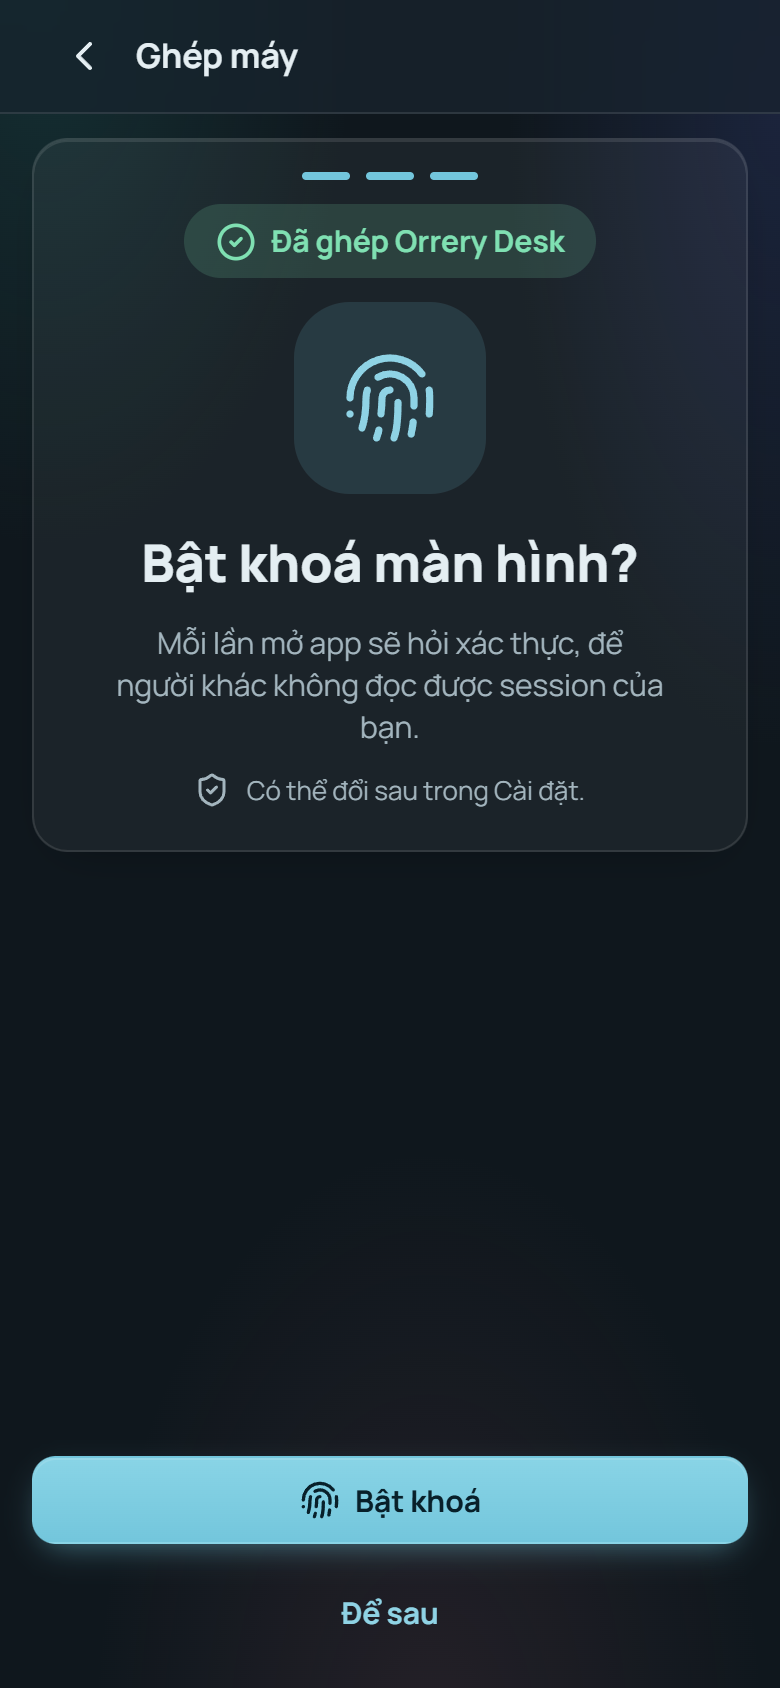 Ghép máy
Đã ghép Orrery Desk
Bật khoá màn hình?
Mỗi lần mở app sẽ hỏi xác thực, để
người khác không đọc được session của
bạn.
Có thể đổi sau trong Cài đặt.
Bật khoá
Để sau